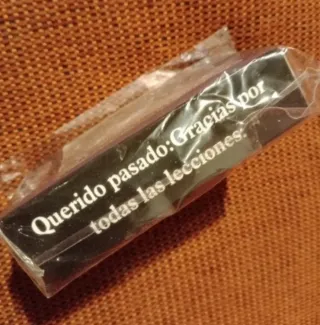 Querido pasado:Gracias por
todas las lecciones.